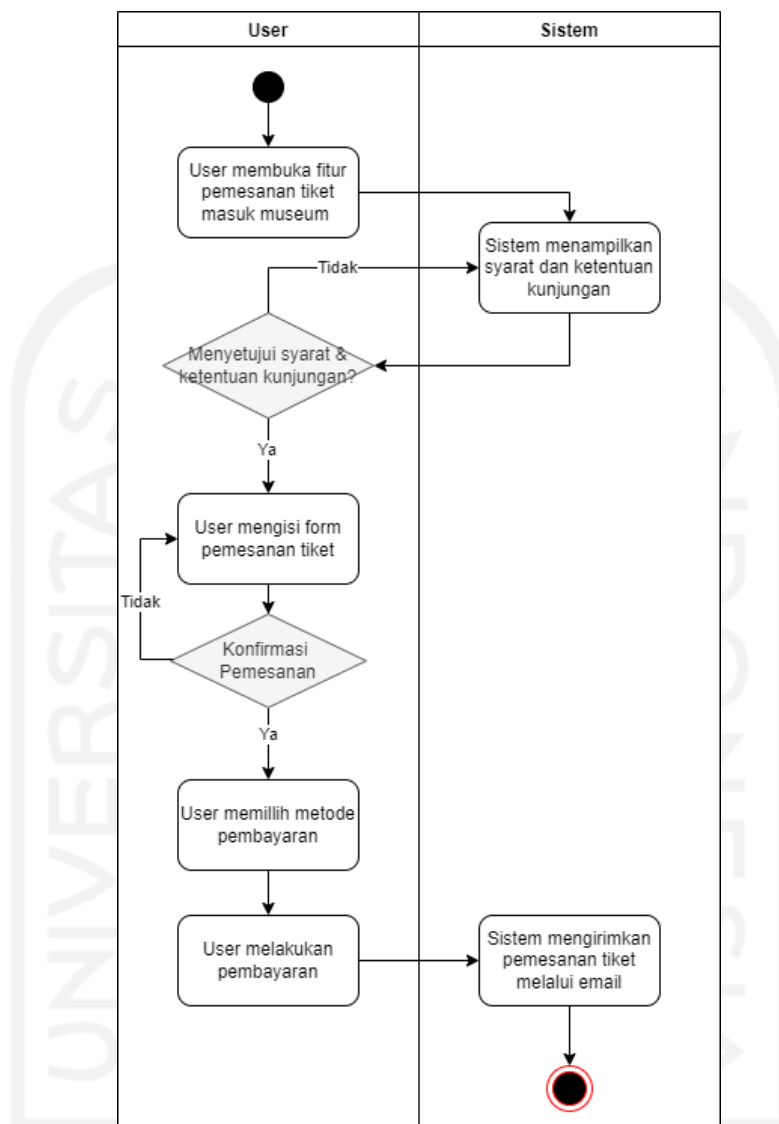 User
Sistem
User membuka fitur
pemesanan tiket
masuk museum
Sistem menampilkan
syarat dan ketentuan
kunjungan
Tidak
Menyetujui syarat &
ketentuan kunjungan?
Ya
User mengisi form
pemesanan tiket
Tidak
Konfirmasi
Pemesanan
Ya
User memillih metode
pembayaran
User melakukan
pembayaran
Sistem mengirimkan
pemesanan tiket
melalui email
UNIVERSITAS